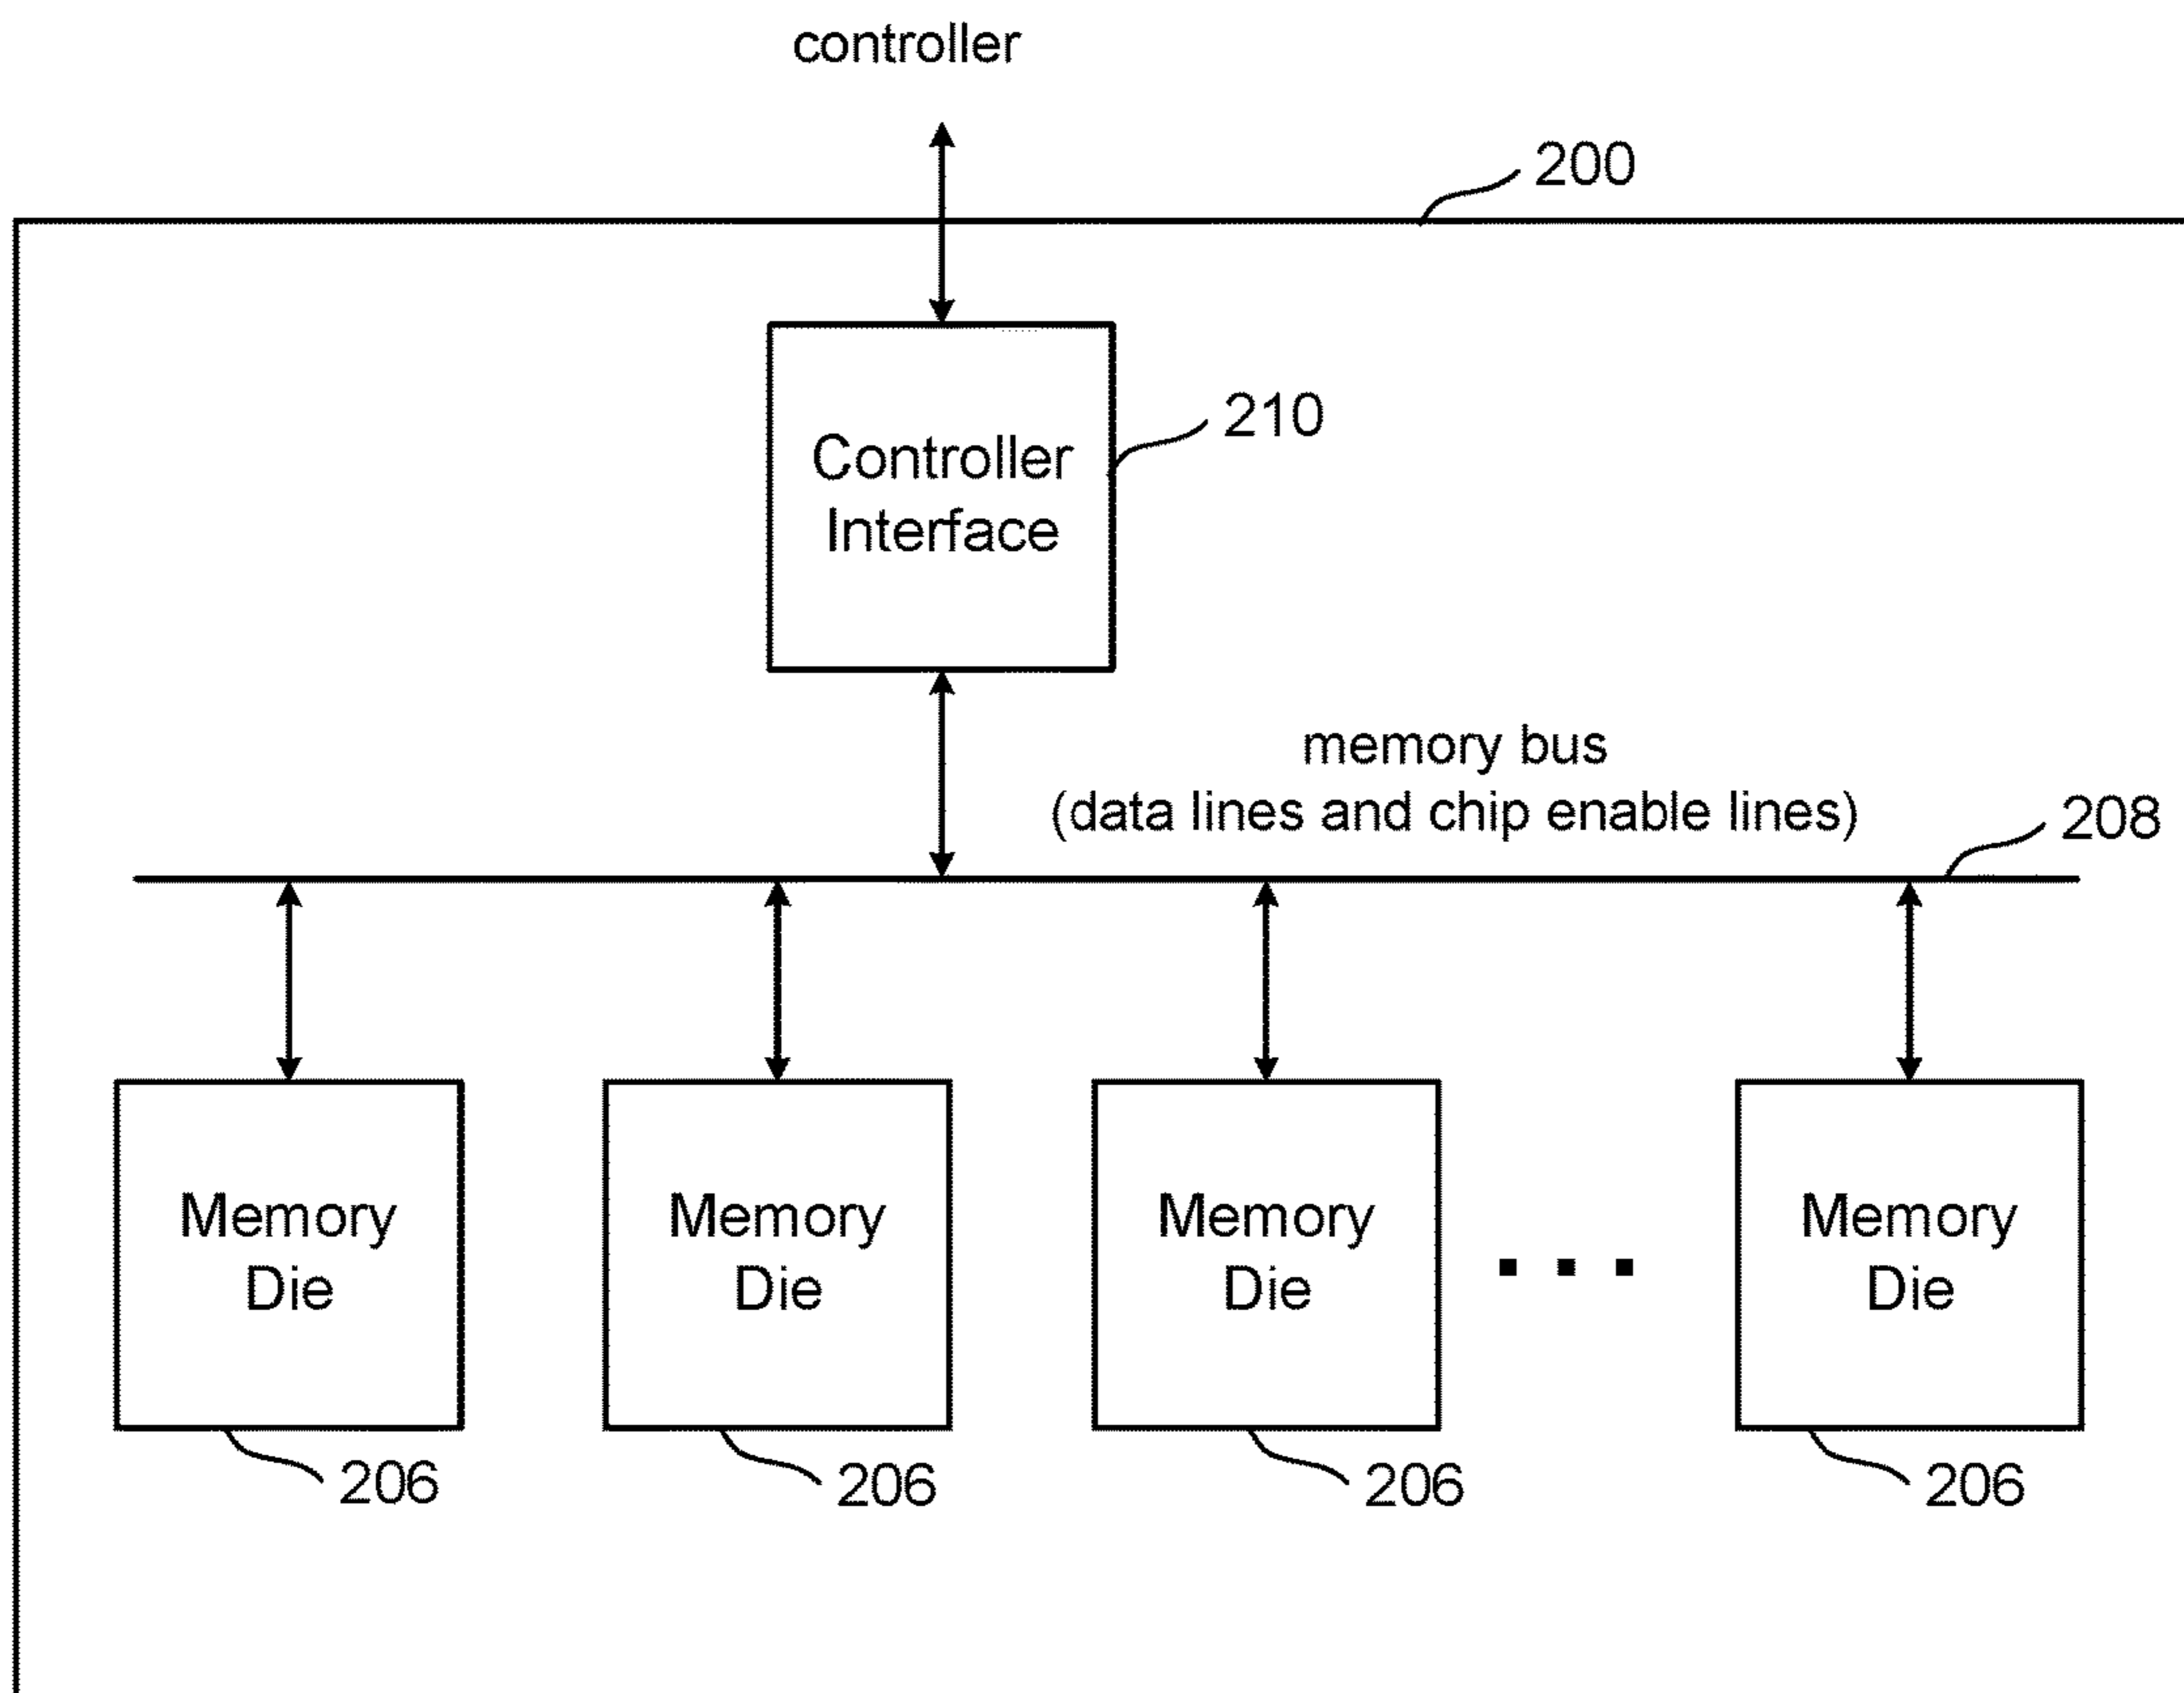 controller
200
Controller
Interface
210
memory bus
(data lines and chip enable lines)
208
Memory
Die
Memory
Die
Memory
Die
Memory
Die
206
206
206
206